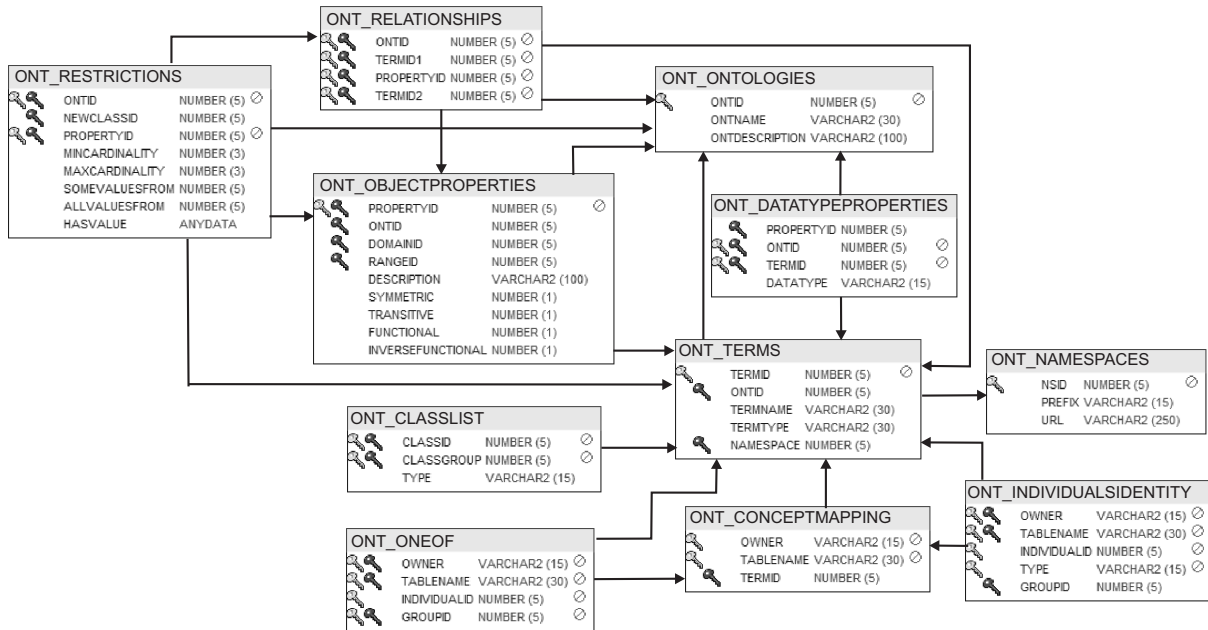 ONT_RELATIONSHIPS
ONTID NUMBER (5)
TERMID1 NUMBER (5)
PROPERTYID NUMBER (5)
TERMID2 NUMBER (5)
ONT_RESTRICTIONS
ONTID NUMBER (5)
NEWCLASSID NUMBER (5)
PROPERTYID NUMBER (5)
MINCARDINALITY NUMBER (3)
MAXCARDINALITY NUMBER (3)
SOMEVALUESFROM NUMBER (5)
ALLVALUESFROM NUMBER (5)
HASVALUE ANYDATA
ONT_ONTOLOGIES
ONTID NUMBER (5)
ONTNAME VARCHAR2 (30)
ONTDESCRIPTION VARCHAR2 (100)
ONT_OBJECTPROPERTIES
PROPERTYID NUMBER (5)
ONTID NUMBER (5)
DOMAINID NUMBER (5)
RANGEID NUMBER (5)
DESCRIPTION VARCHAR2 (100)
SYMMETRIC NUMBER (1)
TRANSITIVE NUMBER (1)
FUNCTIONAL NUMBER (1)
INVERSEFUNCTIONAL NUMBER (1)
ONT_DATATYPEPROPERTIES
PROPERTYID NUMBER (5)
ONTID NUMBER (5)
TERMID NUMBER (5)
DATATYPE VARCHAR2 (15)
ONT_TERMS
TERMID NUMBER (5)
ONTID NUMBER (5)
TERMNAME VARCHAR2 (30)
TERMTYPE VARCHAR2 (30)
NAMESPACE NUMBER (5)
ONT_NAMESPACES
NSID NUMBER (5)
PREFIX VARCHAR2 (15)
URL VARCHAR2 (250)
ONT_CLASSLIST
CLASSID NUMBER (5)
CLASSGROUP NUMBER (5)
TYPE VARCHAR2 (15)
ONT_ONEOF
OWNER VARCHAR2 (15)
TABLENAME VARCHAR2 (30)
INDIVIDUALID NUMBER (5)
GROUPID NUMBER (5)
ONT_CONCEPTMAPPING
OWNER VARCHAR2 (15)
TABLENAME VARCHAR2 (30)
TERMID NUMBER (5)
ONT_INDIVIDUALSIDENTITY
OWNER VARCHAR2 (15)
TABLENAME VARCHAR2 (30)
INDIVIDUALID NUMBER (5)
TYPE VARCHAR2 (15)
GROUPID NUMBER (5)